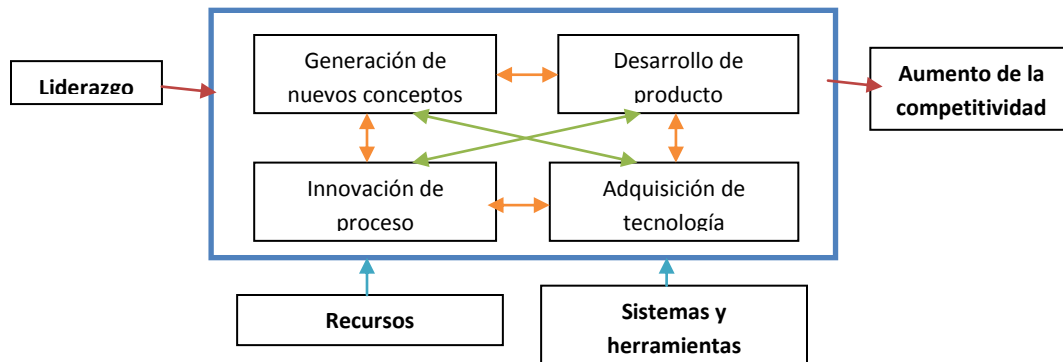 Generación de
nuevos conceptos
Desarrollo de
producto
Liderazgo
Aumento de la
competitividad
Innovación de
proceso
Adquisición de
tecnología
Recursos
Sistemas y
herramientas